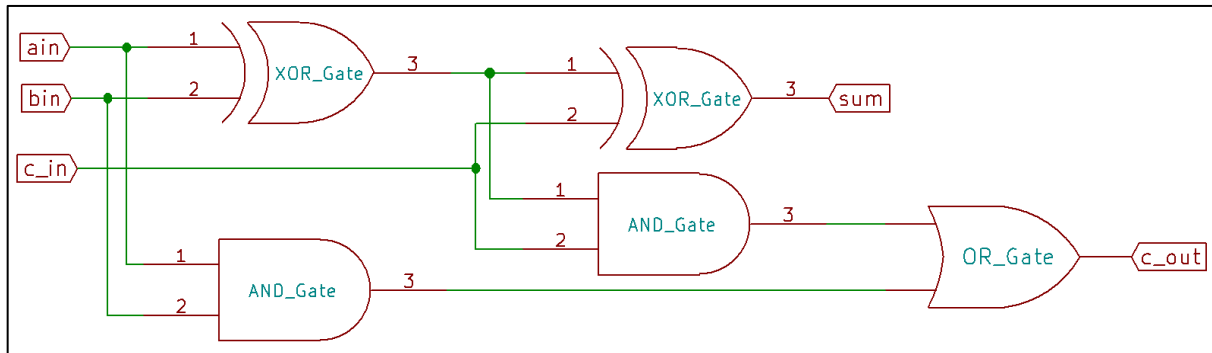 ain
1
XOR_Gate
3
1
XOR_Gate
3
sum
bin
2
2
c_in
1
AND_Gate
3
2
OR_Gate
c_out
1
AND_Gate
3
2